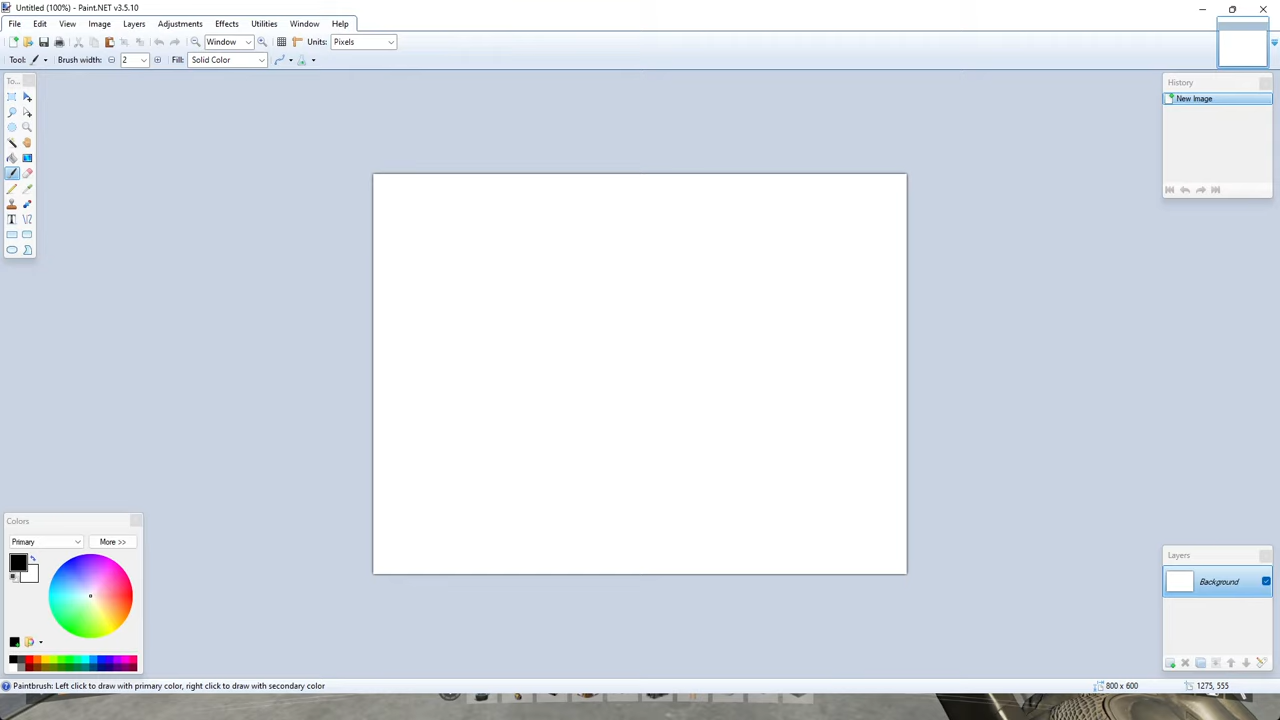 Untitled (100%) - Paint.NET v3.5.10
File Edit View Image Layers Adjustments Effects Utilities Window Help
Window Units: Pixels
Tool: Brush width: 2 Fill: Solid Color
To...
History
New Image
Colors
Primary More >>
Layers
Background
Paintbrush: Left click to draw with primary color, right click to draw with secondary color 800 x 600 1275, 555